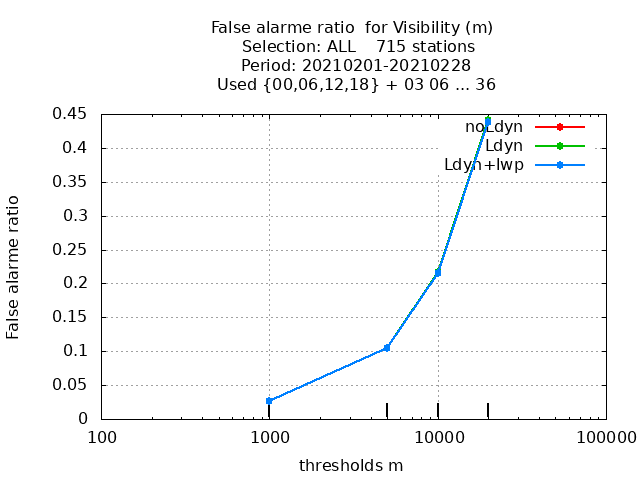 False alarme ratio  for Visibility (m)
Selection: ALL    715 stations
Period: 20210201-20210228
Used {00,06,12,18} + 03 06 ... 36
noLdyn
Ldyn
Ldyn+lwp
0.45
0.4
0.35
0.3
0.25
0.2
0.15
0.1
0.05
0
False alarme ratio
100
1000
10000
100000
thresholds m